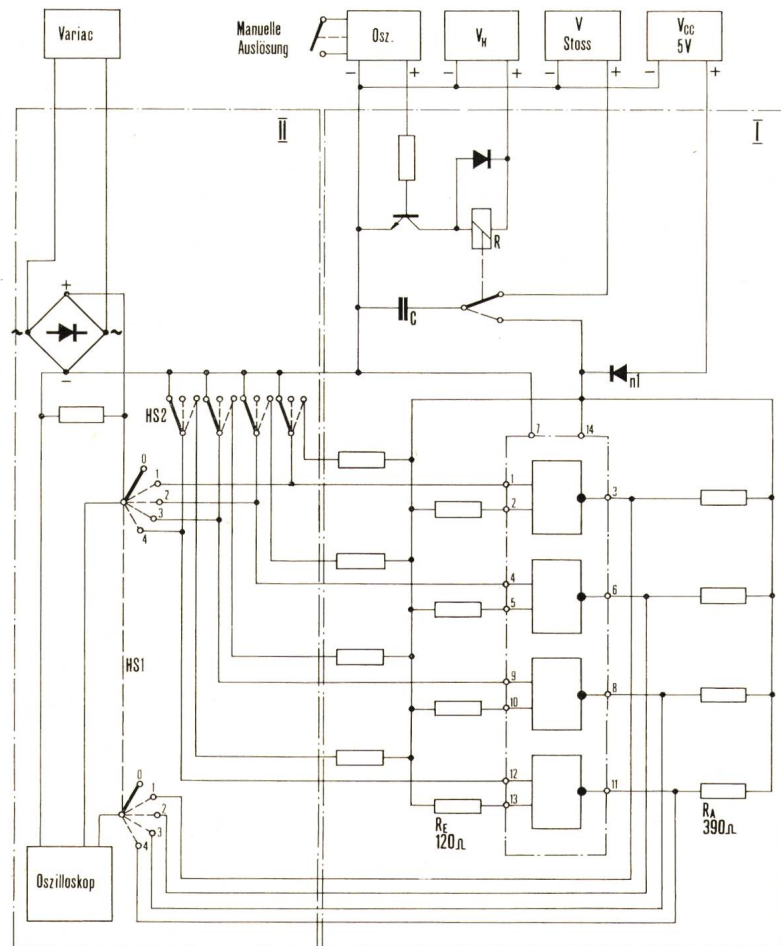 Variac
Manuelle
Auslösung
Osz.
V_H
V
Stoss
V_CC
5V
- +
- +
- +
- +
II
I
R
C
n1
+
~ ~
-
HS2
0
1
2
3
4
7 14
1
2
3
4
5
6
9
10
8
12
13
11
HS1
0
1
2
3
4
R_E
120Ω
R_A
390Ω
Oszilloskop